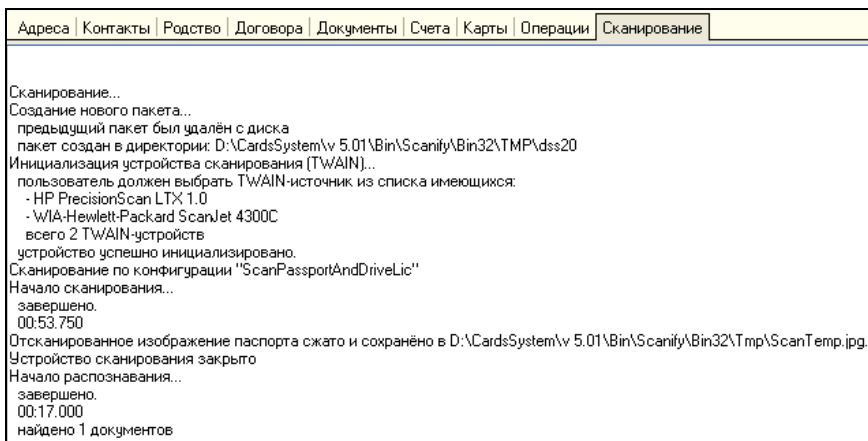 Адреса Контакты Родство Договора Документы Счета Карты Операции Сканирование
Сканирование...
Создание нового пакета...
предыдущий пакет был удалён с диска
пакет создан в директории: D:\CardsSystem\v 5.01\Bin\Scanify\Bin32\TMP\dss20
Инициализация устройства сканирования (TWAIN)...
пользователь должен выбрать TWAIN-источник из списка имеющихся:
- HP PrecisionScan LTX 1.0
- WIA-Hewlett-Packard ScanJet 4300C
всего 2 TWAIN-устройств
устройство успешно инициализировано.
Сканирование по конфигурации "ScanPassportAndDriveLic"
Начало сканирования...
завершено.
00:53.750
Отсканированное изображение паспорта сжато и сохранёно в D:\CardsSystem\v 5.01\Bin\Scanify\Bin32\Tmp\ScanTemp.jpg.
Устройство сканирования закрыто
Начало распознавания...
завершено.
00:17.000
найдено 1 документов